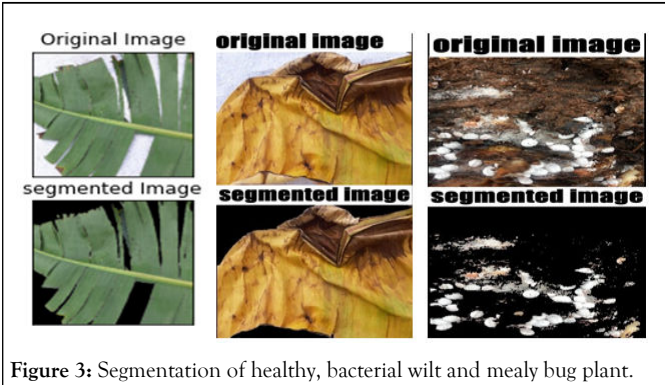 Original Image
original image
original image
segmented Image
segmented image
segmented image
Figure 3: Segmentation of healthy, bacterial wilt and mealy bug plant.